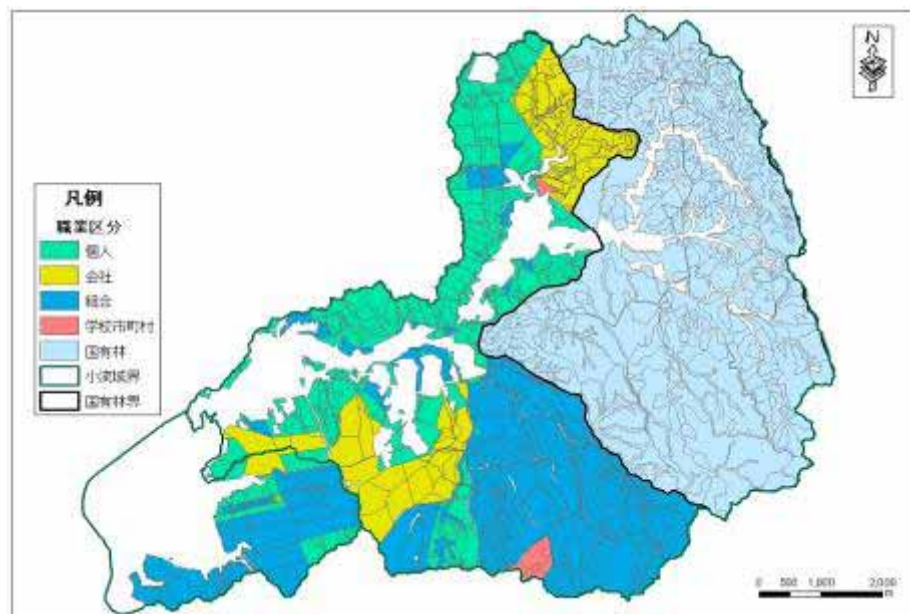 N
凡例
職業区分
個人
会社
組合
学校市町村
国有林
小流域界
国有林界
0 500 1,000 2,000
m